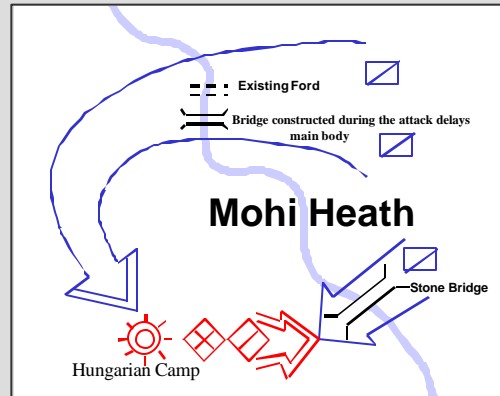 Existing Ford
Bridge constructed during the attack delays
main body
Mohi Heath
Stone Bridge
Hungarian Camp